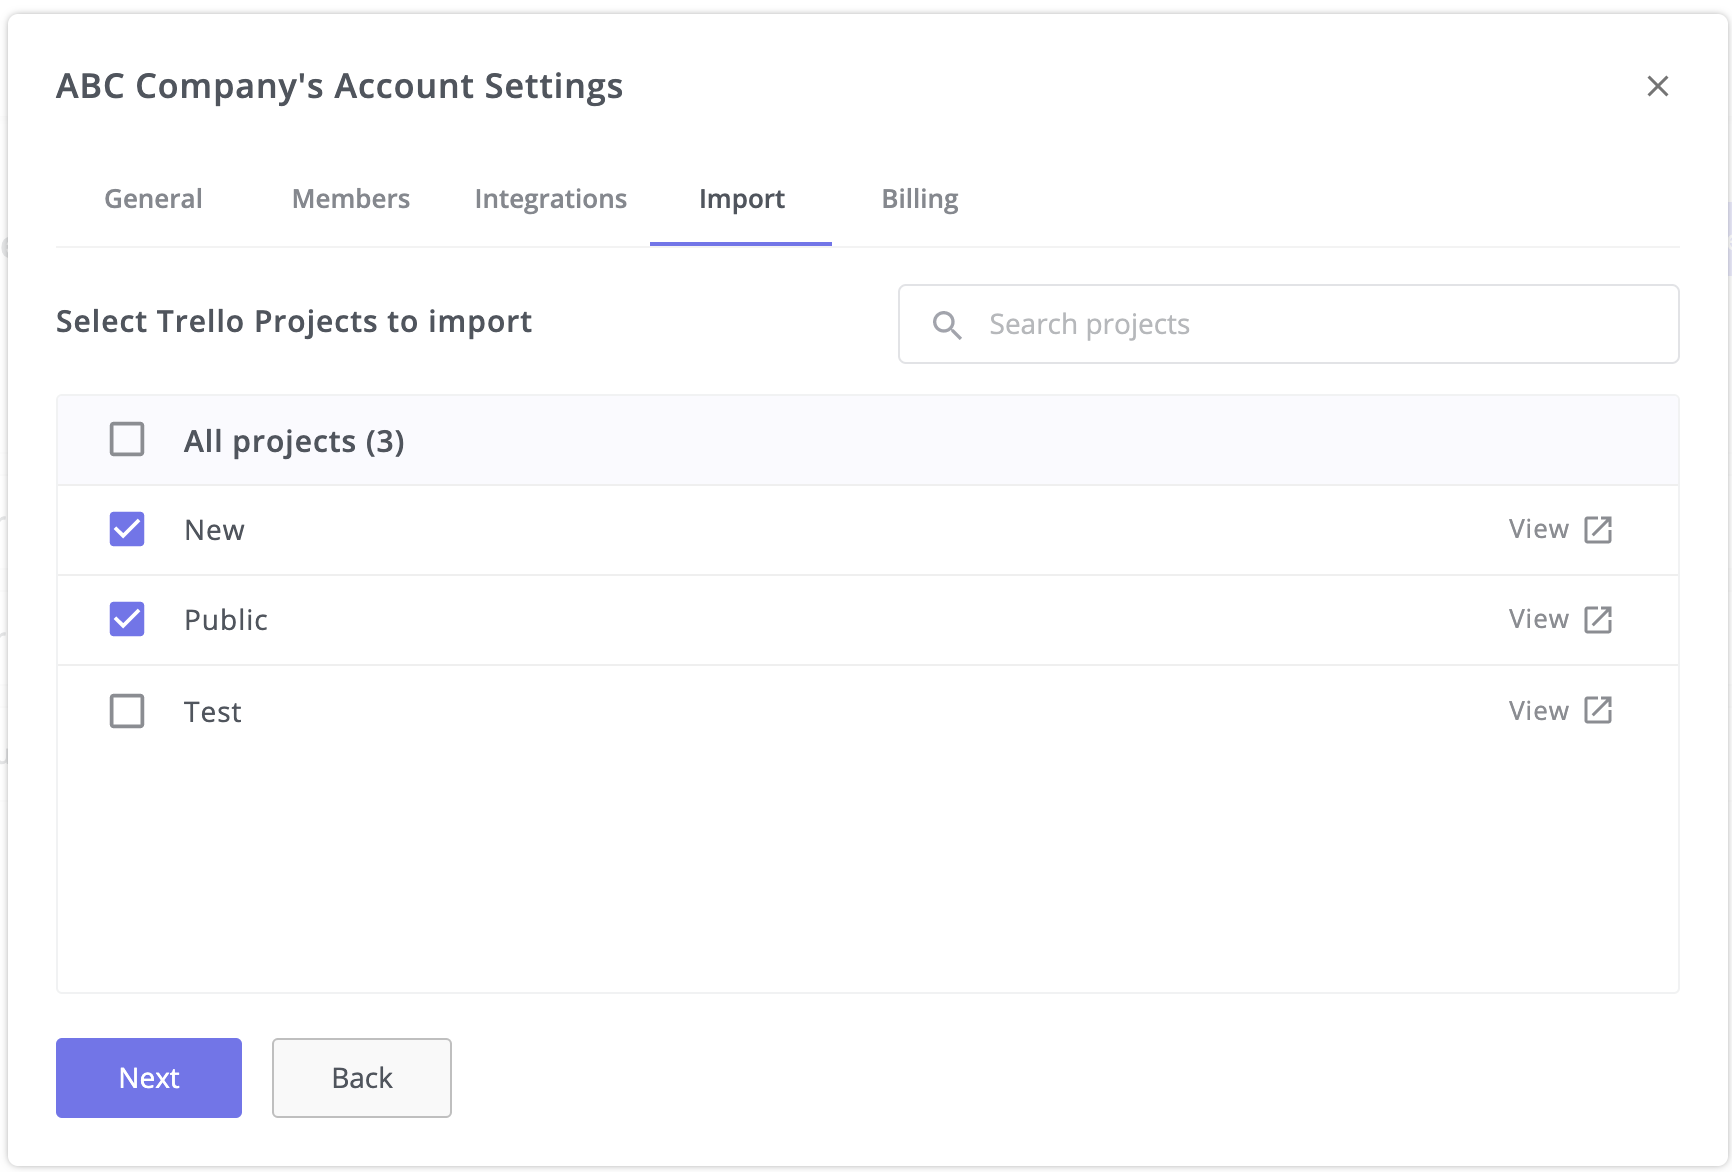 ABC Company's Account Settings
General Members Integrations Import Billing
Select Trello Projects to import
Search projects
All projects (3)
New View
Public View
Test View
Next Back